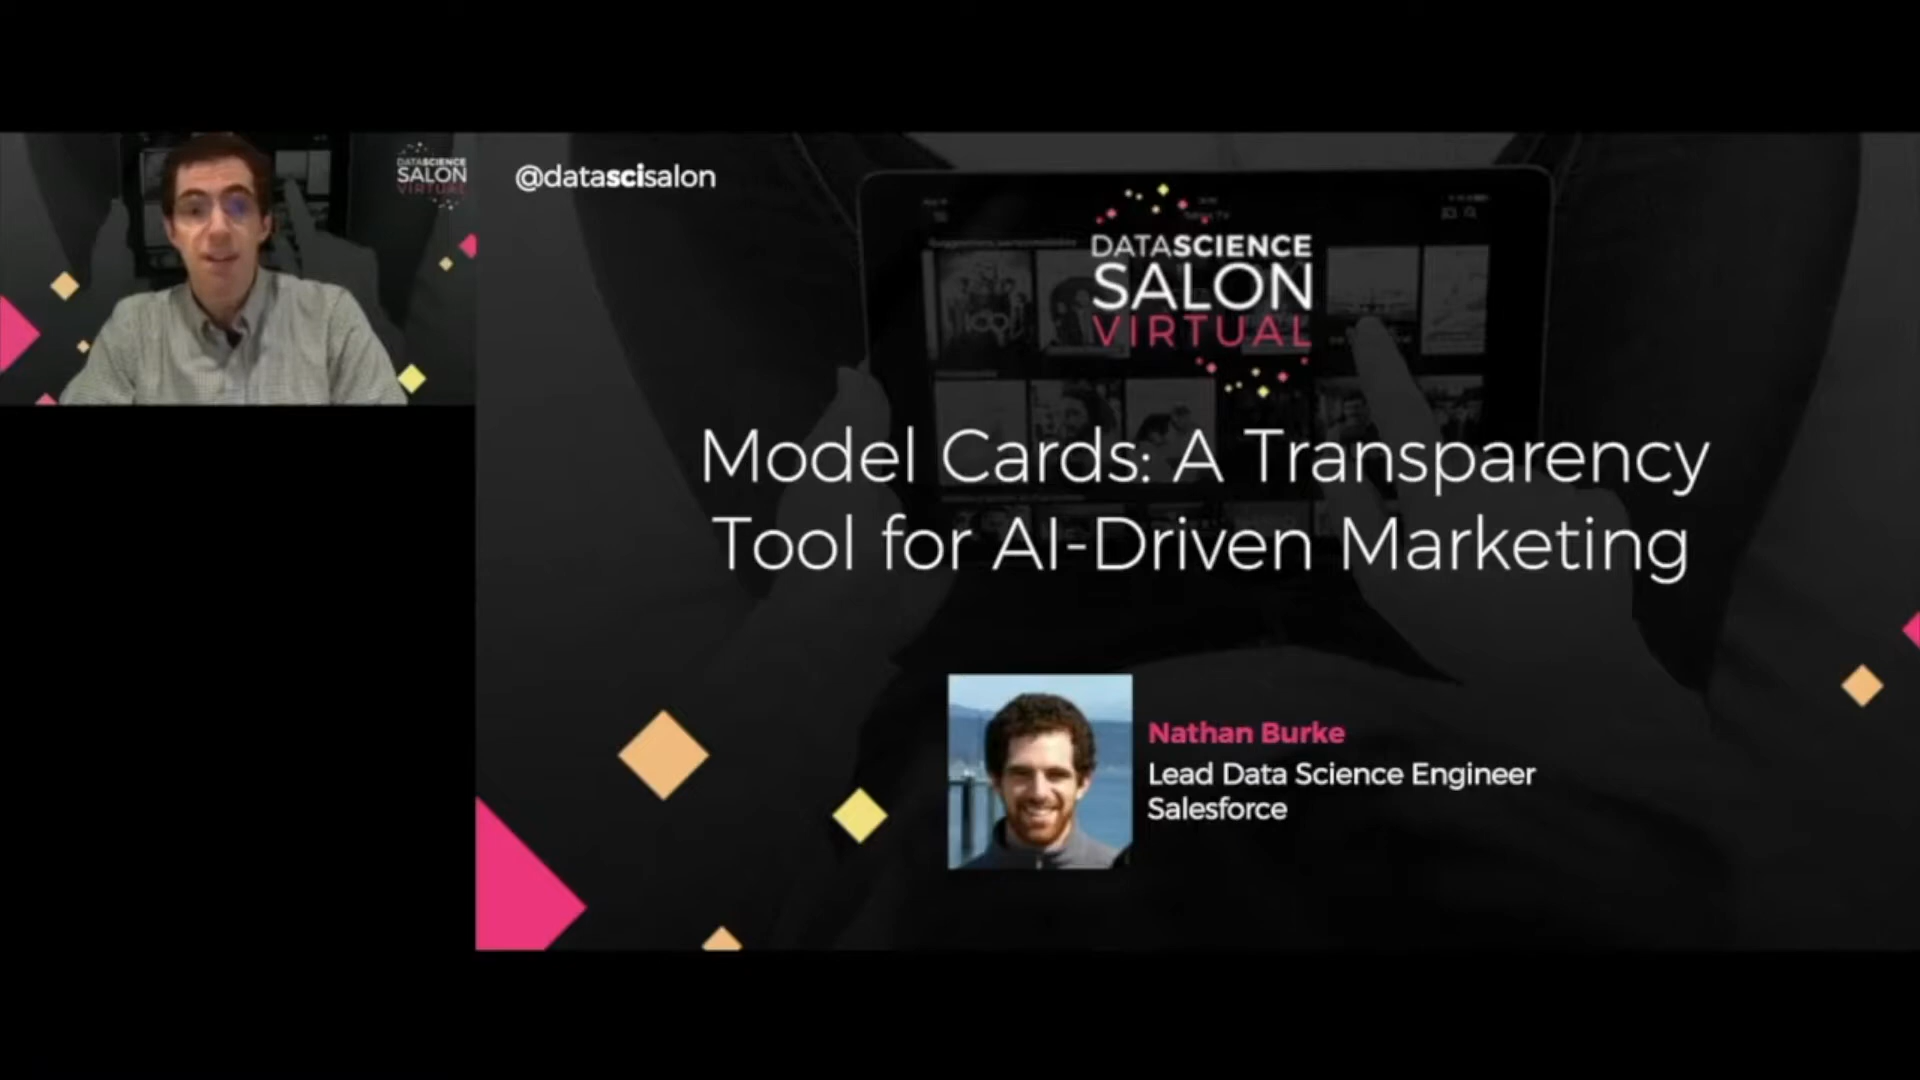 DATASCIENCE
SALON
VIRTUAL
@datascisalon
DATASCIENCE
SALON
VIRTUAL
Model Cards: A Transparency
Tool for AI-Driven Marketing
Nathan Burke
Lead Data Science Engineer
Salesforce